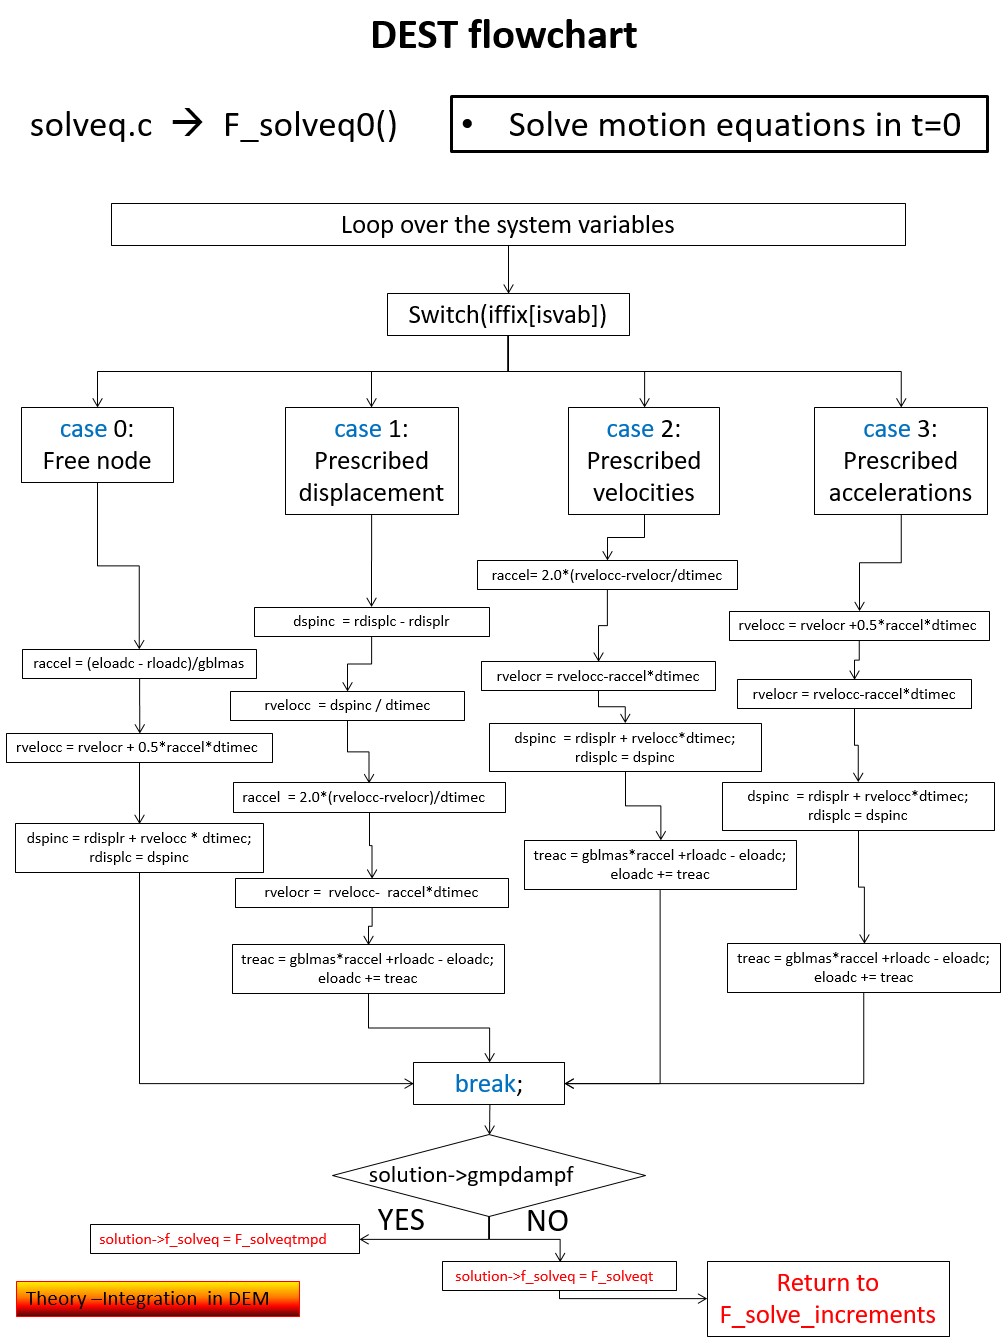 DEST flowchart
solveq.c → F_solveq0()
• Solve motion equations in t=0
Loop over the system variables
Switch(iffix[isvab])
case 0:
Free node
case 1:
Prescribed
displacement
case 2:
Prescribed
velocities
case 3:
Prescribed
accelerations
raccel = (eloadc - rloadc)/gblmas
rvelocc = rvelocr + 0.5*raccel*dtimec
dspinc = rdisplr + rvelocc * dtimec;
rdisplc = dspinc
dspinc  = rdisplc - rdisplr
rvelocc  = dspinc / dtimec
raccel  = 2.0*(rvelocc-rvelocr)/dtimec
rvelocr =  rvelocc-  raccel*dtimec
treac = gblmas*raccel +rloadc - eloadc;
eloadc += treac
raccel= 2.0*(rvelocc-rvelocr/dtimec
rvelocr = rvelocc-raccel*dtimec
dspinc  = rdisplr + rvelocc*dtimec;
rdisplc = dspinc
treac = gblmas*raccel +rloadc - eloadc;
eloadc += treac
rvelocc = rvelocr +0.5*raccel*dtimec
rvelocr = rvelocc-raccel*dtimec
dspinc  = rdisplr + rvelocc*dtimec;
rdisplc = dspinc
treac = gblmas*raccel +rloadc - eloadc;
eloadc += treac
break;
solution->gmpdampf
YES
NO
solution->f_solveq = F_solveqtmpd
solution->f_solveq = F_solveqt
Return to
F_solve_increments
Theory –Integration  in DEM